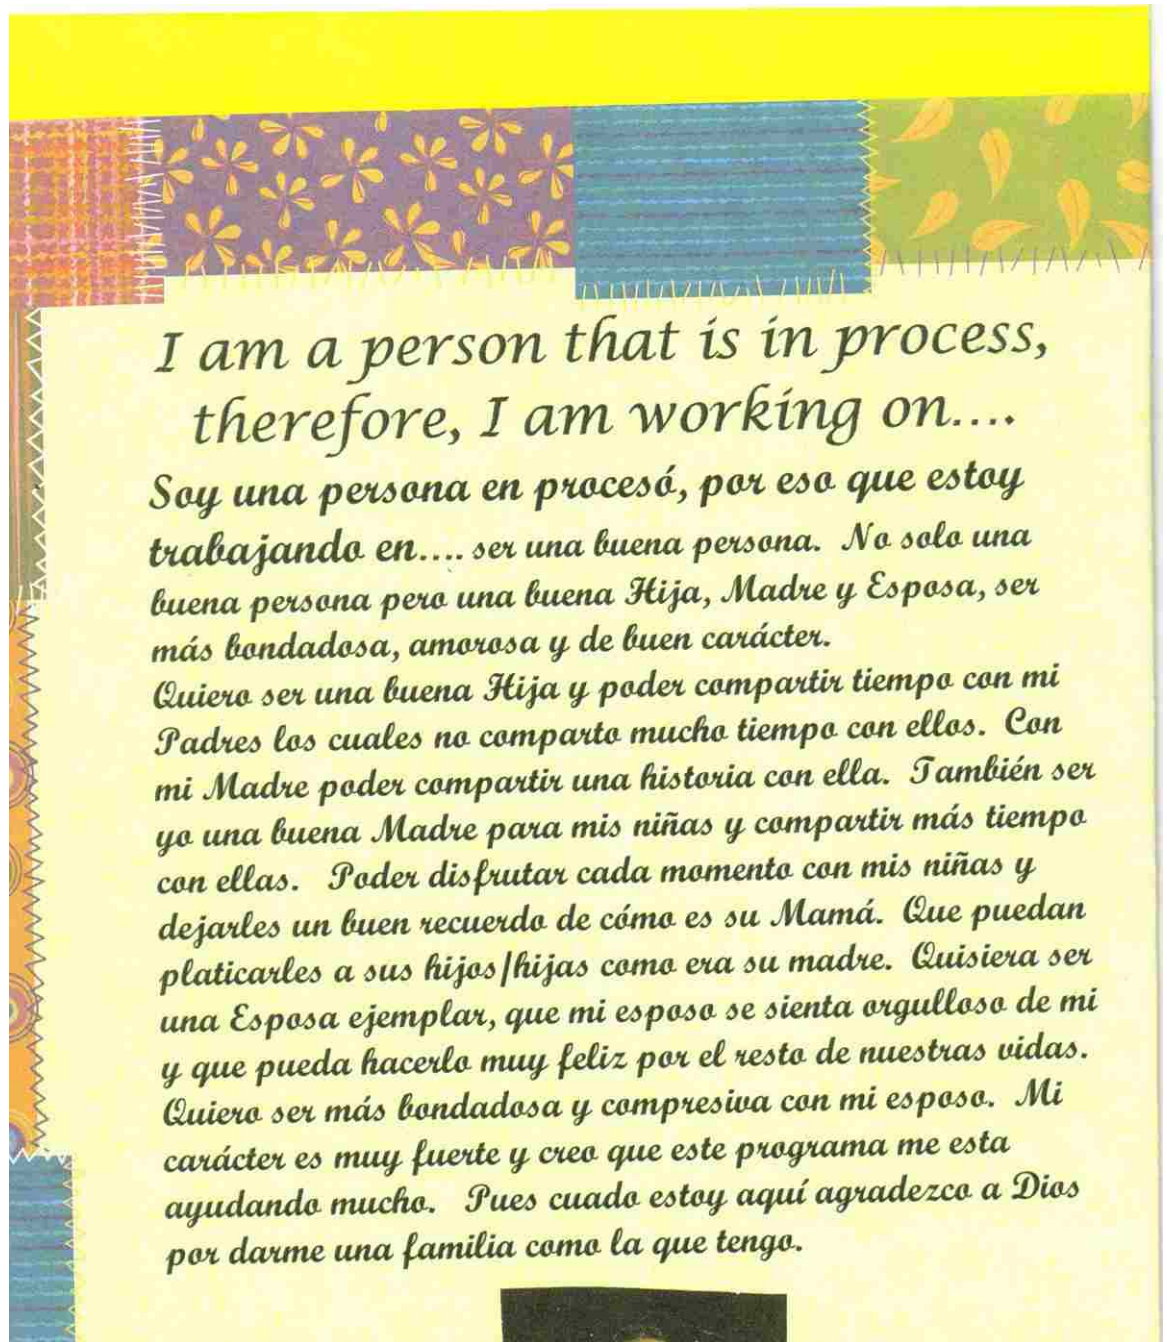 I am a person that is in process,
therefore, I am working on....
Soy una persona en procesó, por eso que estoy
trabajando en.... ser una buena persona. No solo una
buena persona pero una buena Hija, Madre y Esposa, ser
más bondadosa, amorosa y de buen carácter.
Quiero ser una buena Hija y poder compartir tiempo con mi
Padres los cuales no comparto mucho tiempo con ellos. Con
mi Madre poder compartir una historia con ella. También ser
yo una buena Madre para mis niñas y compartir más tiempo
con ellas. Poder disfrutar cada momento con mis niñas y
dejarles un buen recuerdo de cómo es su Mamá. Que puedan
platicarles a sus hijos/hijas como era su madre. Quisiera ser
una Esposa ejemplar, que mi esposo se sienta orgulloso de mi
y que pueda hacerlo muy feliz por el resto de nuestras vidas.
Quiero ser más bondadosa y compresiva con mi esposo. Mi
carácter es muy fuerte y creo que este programa me esta
ayudando mucho. Pues cuado estoy aquí agradezco a Dios
por darme una familia como la que tengo.